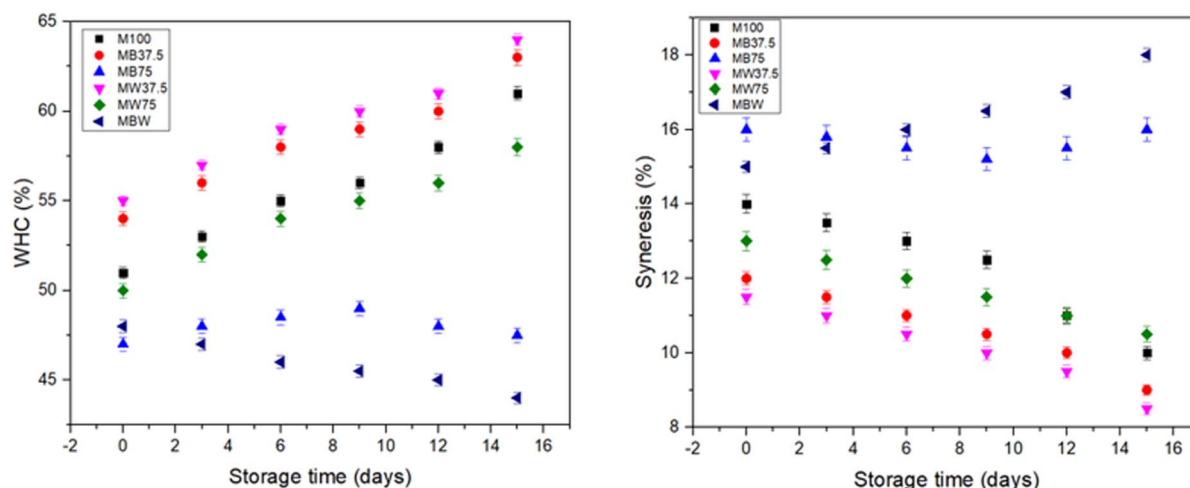 65
60
55
50
45
WHC (%)
M100
MB37.5
MB75
MW37.5
MW75
MBW
-2 0 2 4 6 8 10 12 14 16
Storage time (days)
18
16
14
12
10
8
Syneresis (%)
M100
MB37.5
MB75
MW37.5
MW75
MBW
-2 0 2 4 6 8 10 12 14 16
Storage time (days)